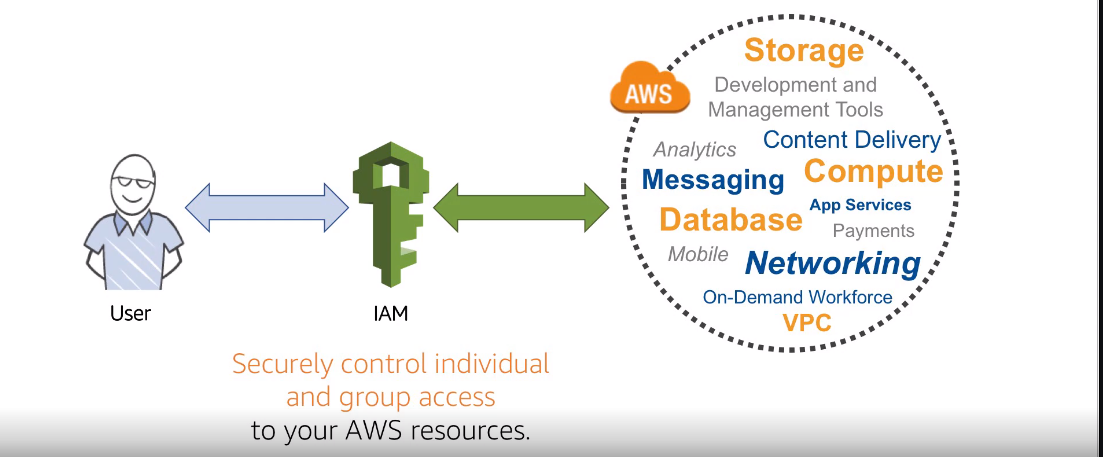 Storage
AWS
Development and
Management Tools
Content Delivery
Analytics
Compute
Messaging
App Services
Database
Payments
Mobile
Networking
On-Demand Workforce
VPC
User
IAM
Securely control individual
and group access
to your AWS resources.